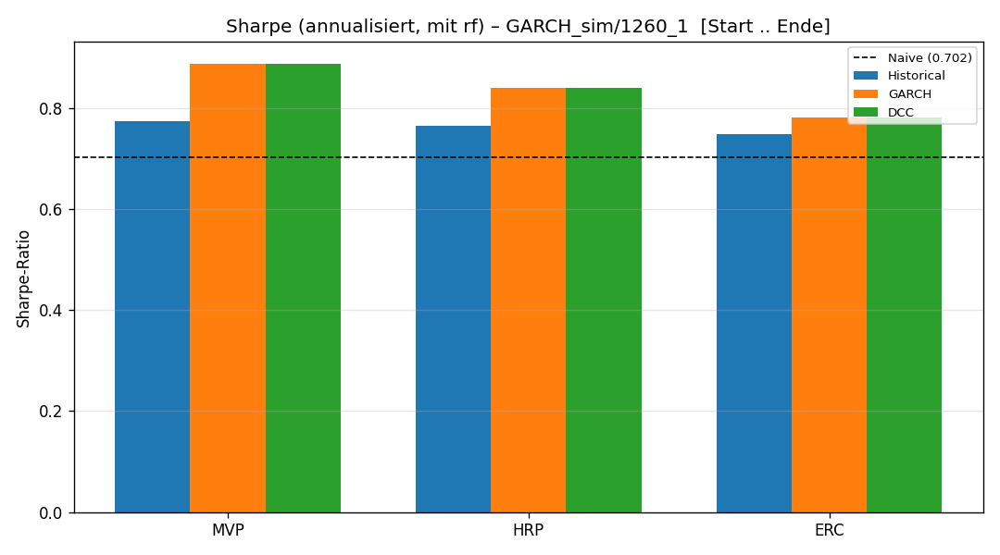 Sharpe (annualisiert, mit rf) – GARCH_sim/1260_1 [Start .. Ende]
Naive (0.702)
Historical
GARCH
DCC
Sharpe-Ratio
0.8
0.6
0.4
0.2
0.0
MVP
HRP
ERC